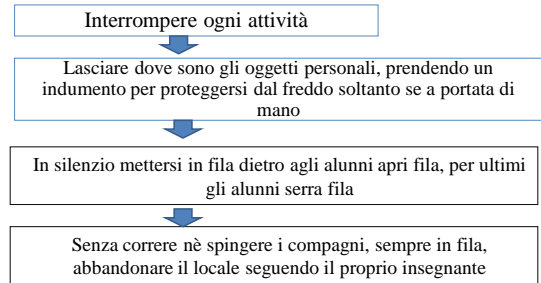 Interrompere ogni attività
Lasciare dove sono gli oggetti personali, prendendo un
indumento per proteggersi dal freddo soltanto se a portata di
mano
In silenzio mettersi in fila dietro agli alunni apri fila, per ultimi
gli alunni serra fila
Senza correre nè spingere i compagni, sempre in fila,
abbandonare il locale seguendo il proprio insegnante